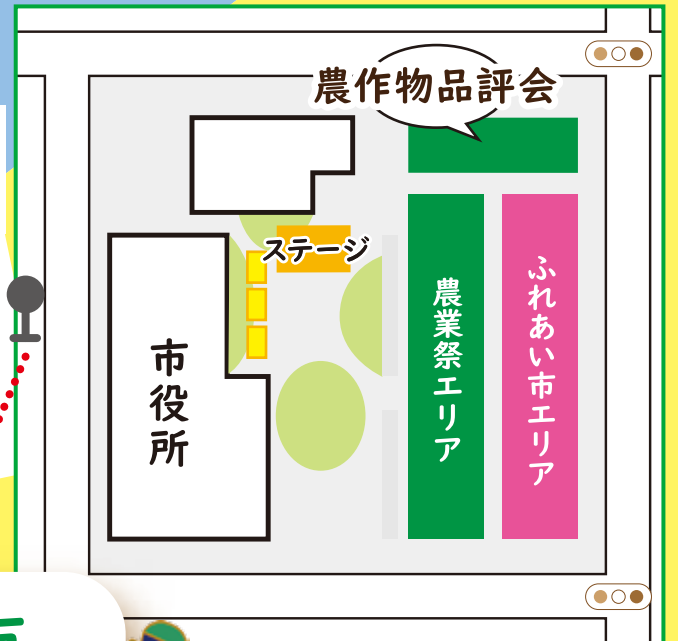 農作物品評会
ステージ
市役所
農業祭エリア
ふれあい市エリア